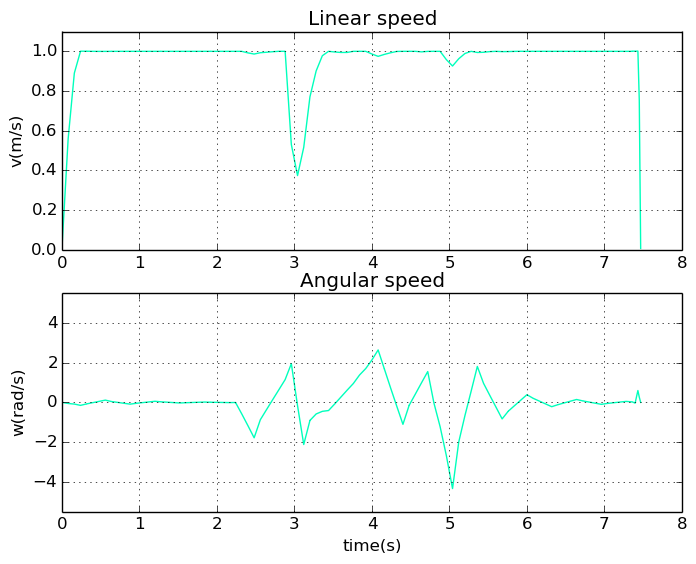 Linear speed
1.0
0.8
0.6
0.4
0.2
0.0
v(m/s)
0 1 2 3 4 5 6 7 8
Angular speed
4
2
0
−2
−4
w(rad/s)
0 1 2 3 4 5 6 7 8
time(s)